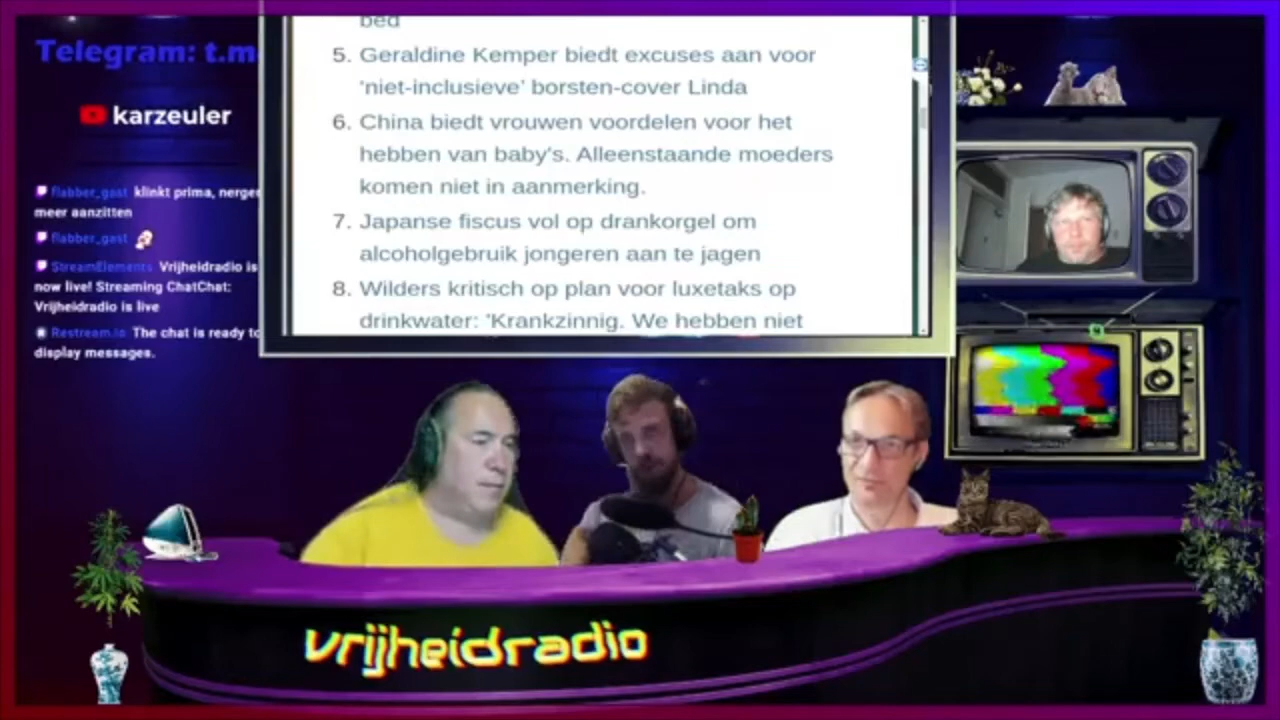 Telegram: t.m
karzeuler
flabber_gast klinkt prima, nerger
meer aanzitten
flabber_gast
StreamElements Vrijheidradio is
now live! Streaming ChatChat:
Vrijheidradio is live
Restream.io The chat is ready to
display messages.
bed
5. Geraldine Kemper biedt excuses aan voor
'niet-inclusieve' borsten-cover Linda
6. China biedt vrouwen voordelen voor het
hebben van baby's. Alleenstaande moeders
komen niet in aanmerking.
7. Japanse fiscus vol op drankorgel om
alcoholgebruik jongeren aan te jagen
8. Wilders kritisch op plan voor luxetaks op
drinkwater: 'Krankzinnig. We hebben niet
vrijheidradio